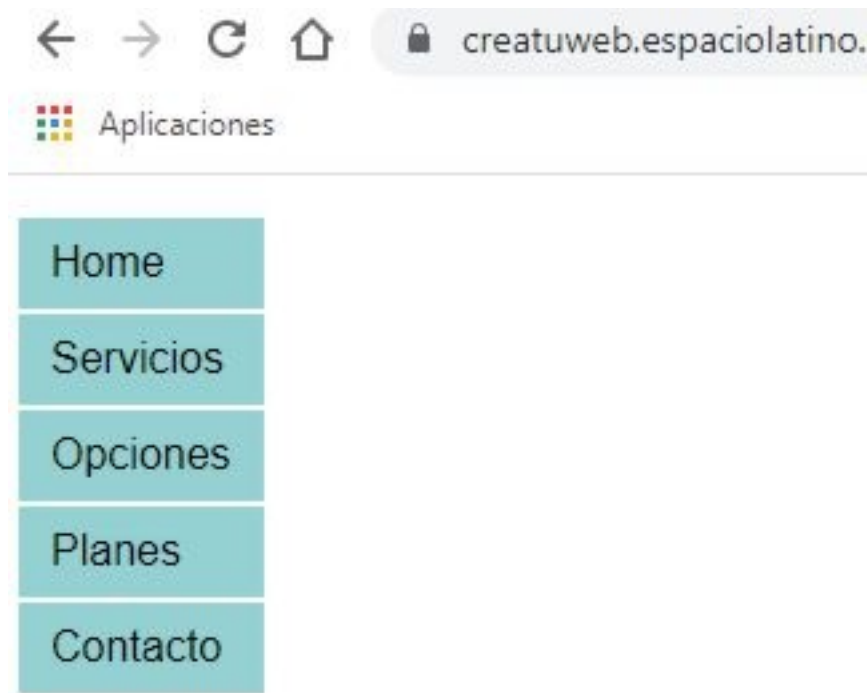 creatuweb.espaciolatino.
Aplicaciones
Home
Servicios
Opciones
Planes
Contacto